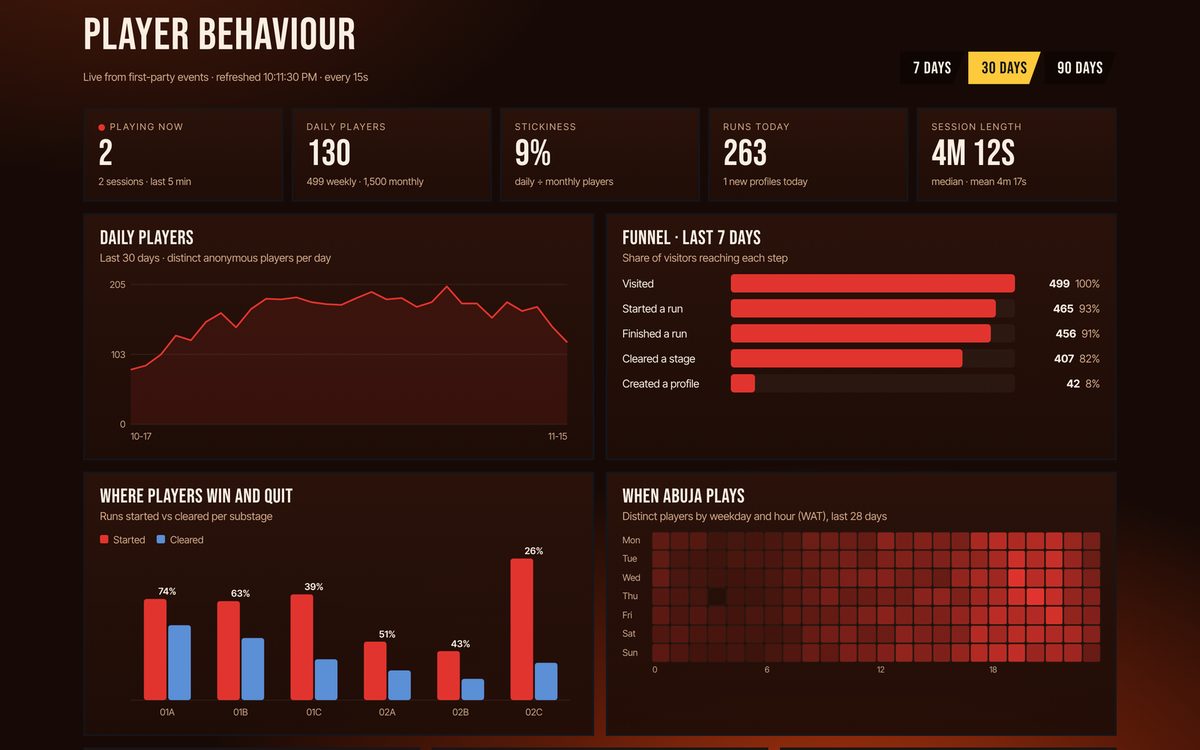 PLAYER BEHAVIOUR
Live from first-party events · refreshed 10:11:30 PM · every 15s
7 DAYS 30 DAYS 90 DAYS
PLAYING NOW
2
2 sessions · last 5 min
DAILY PLAYERS
130
499 weekly · 1,500 monthly
STICKINESS
9%
daily ÷ monthly players
RUNS TODAY
263
1 new profiles today
SESSION LENGTH
4M 12S
median · mean 4m 17s
DAILY PLAYERS
Last 30 days · distinct anonymous players per day
205
103
0
10-17 11-15
FUNNEL · LAST 7 DAYS
Share of visitors reaching each step
Visited 499 100%
Started a run 465 93%
Finished a run 456 91%
Cleared a stage 407 82%
Created a profile 42 8%
WHERE PLAYERS WIN AND QUIT
Runs started vs cleared per substage
Started Cleared
74% 63% 39% 51% 43% 26%
01A 01B 01C 02A 02B 02C
WHEN ABUJA PLAYS
Distinct players by weekday and hour (WAT), last 28 days
Mon
Tue
Wed
Thu
Fri
Sat
Sun
0 6 12 18